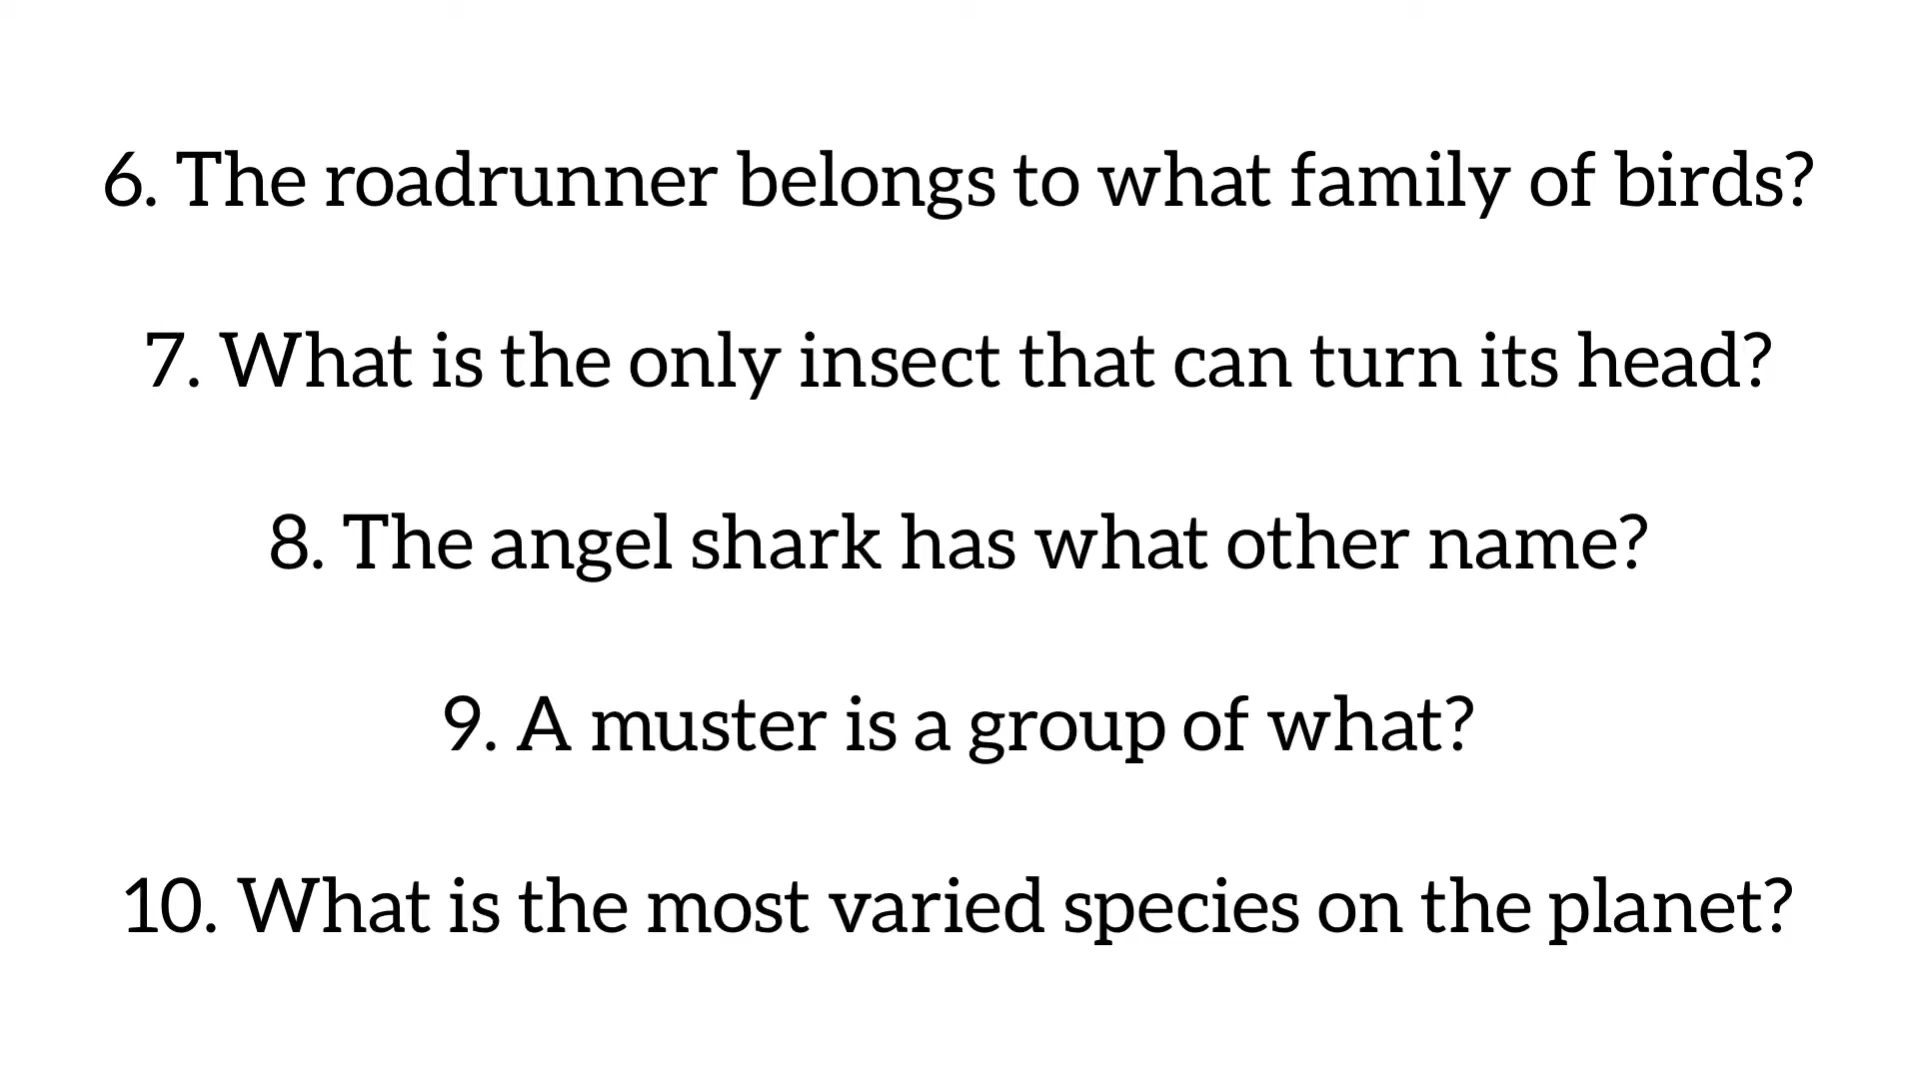 6. The roadrunner belongs to what family of birds?
7. What is the only insect that can turn its head?
8. The angel shark has what other name?
9. A muster is a group of what?
10. What is the most varied species on the planet?